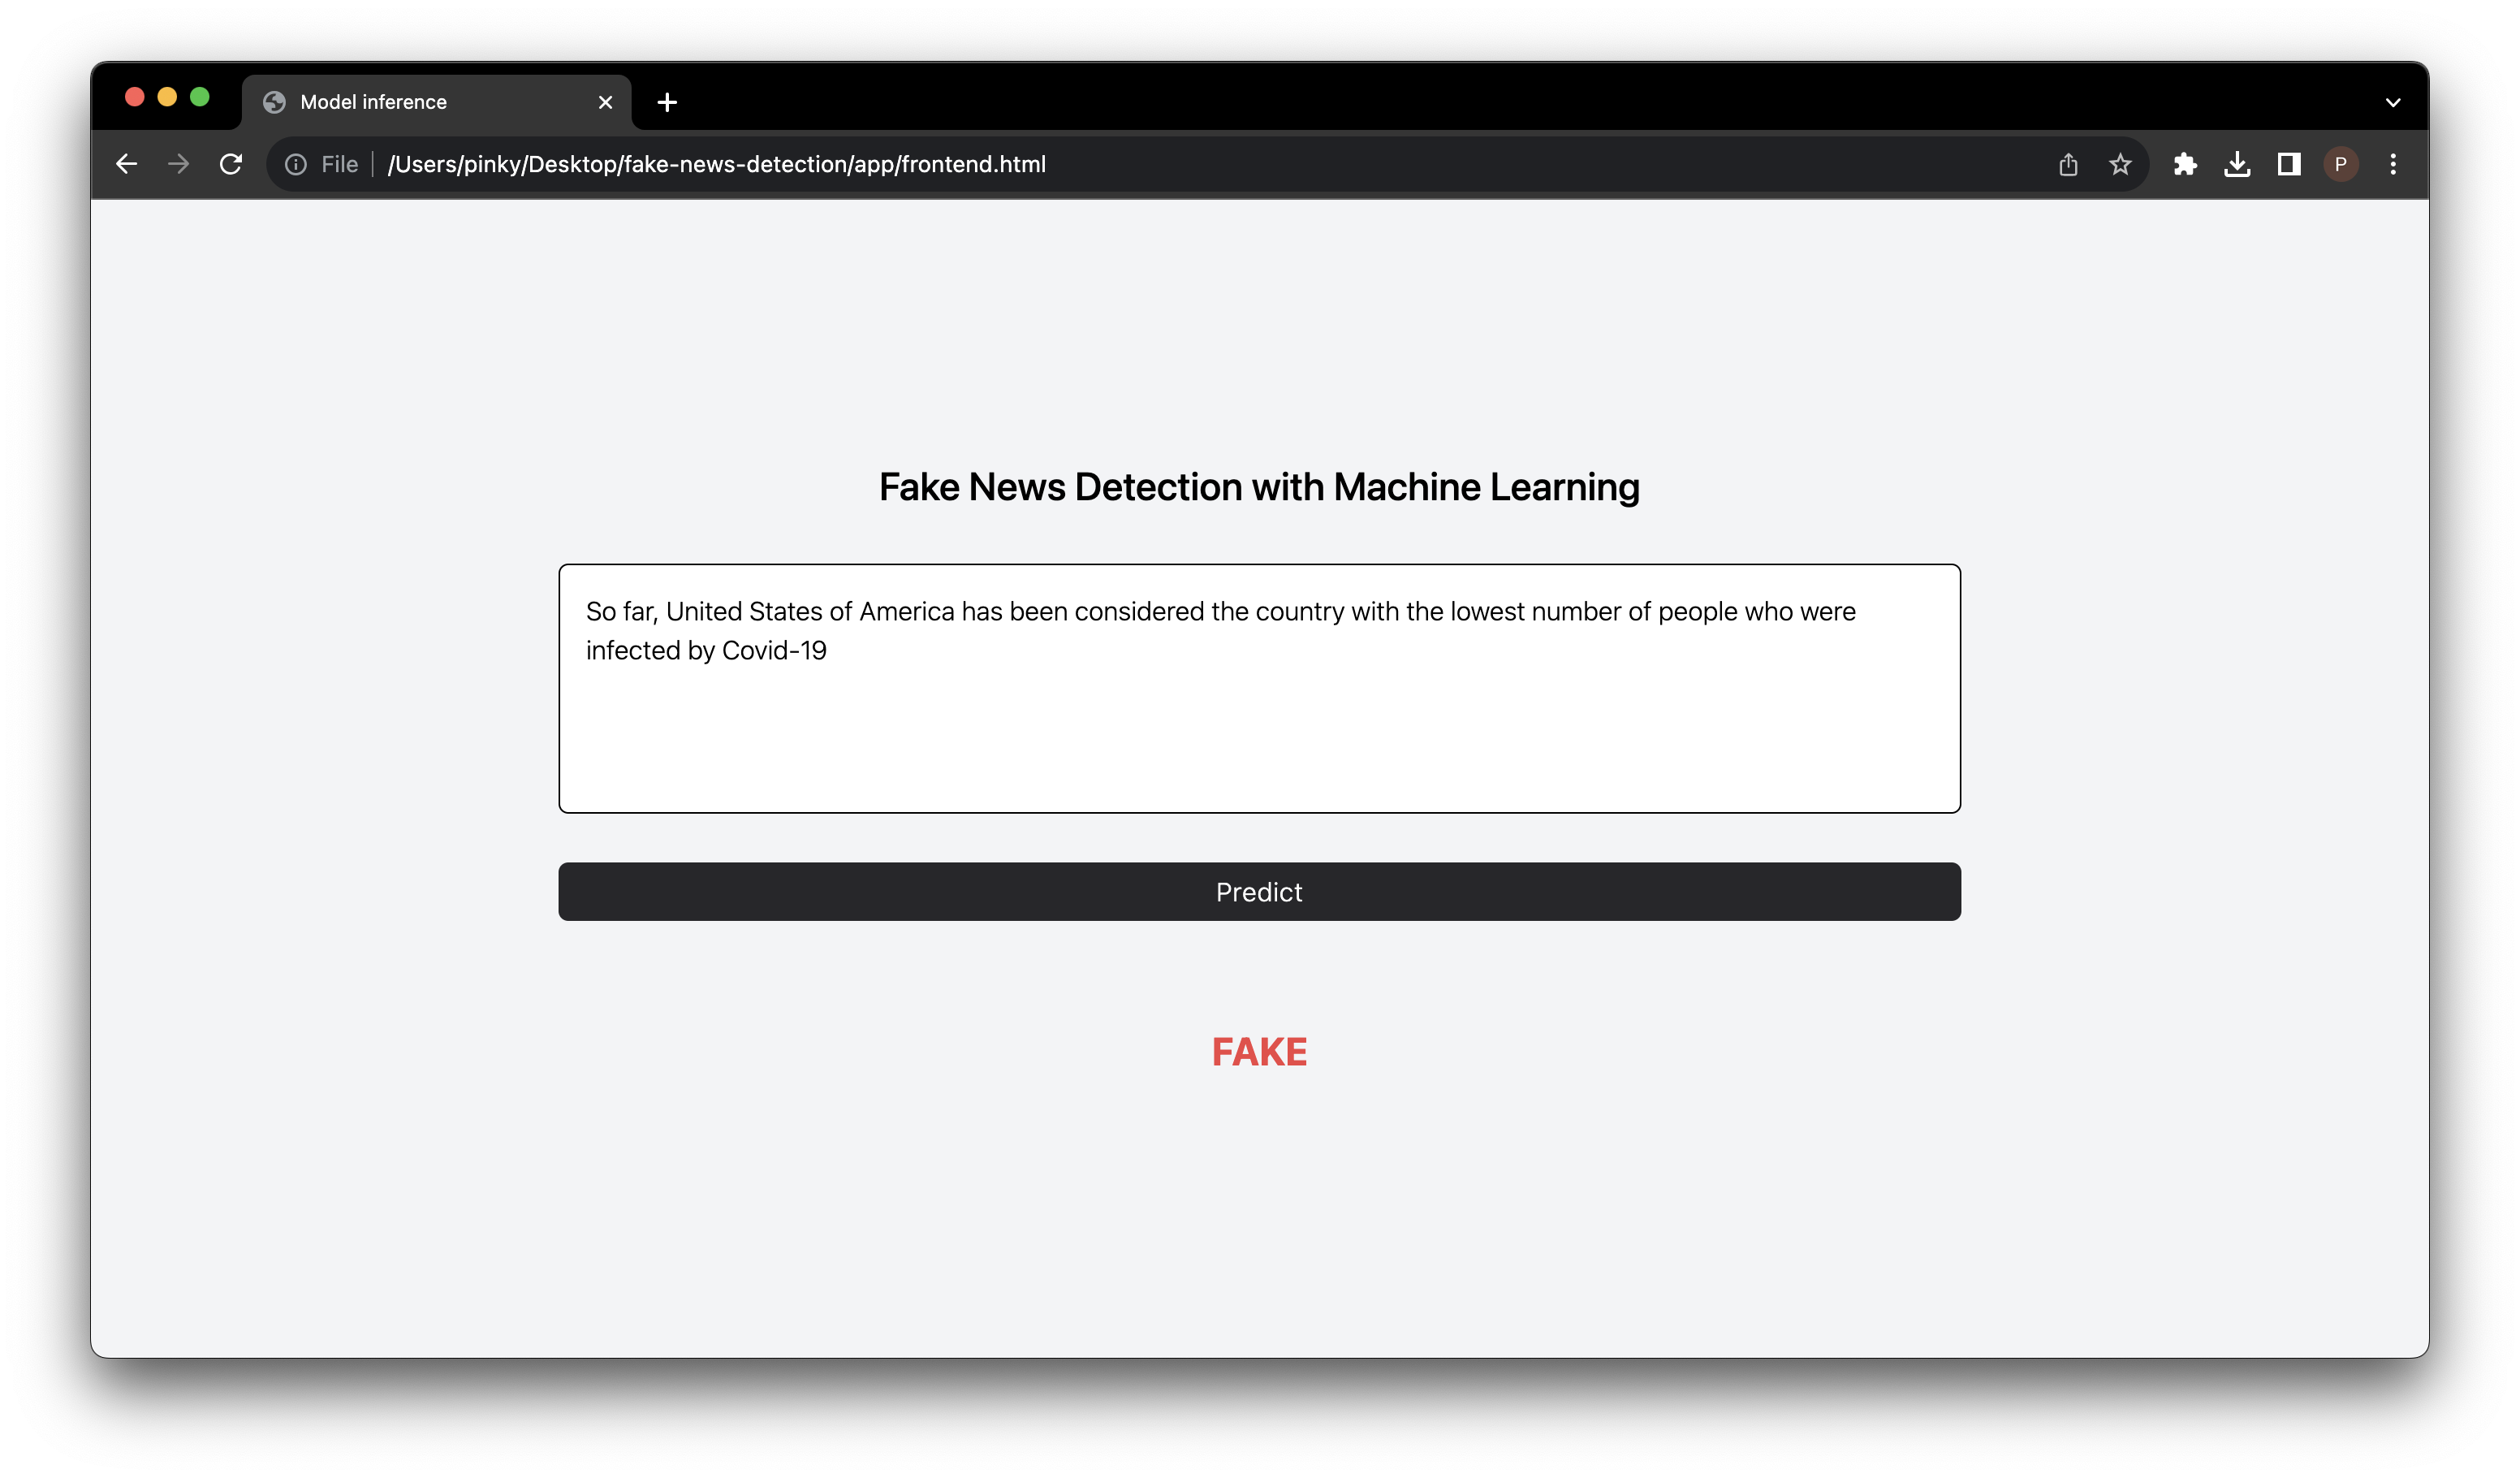 Model inference
File
/Users/pinky/Desktop/fake-news-detection/app/frontend.html
P
Fake News Detection with Machine Learning
So far, United States of America has been considered the country with the lowest number of people who were
infected by Covid-19
Predict
FAKE